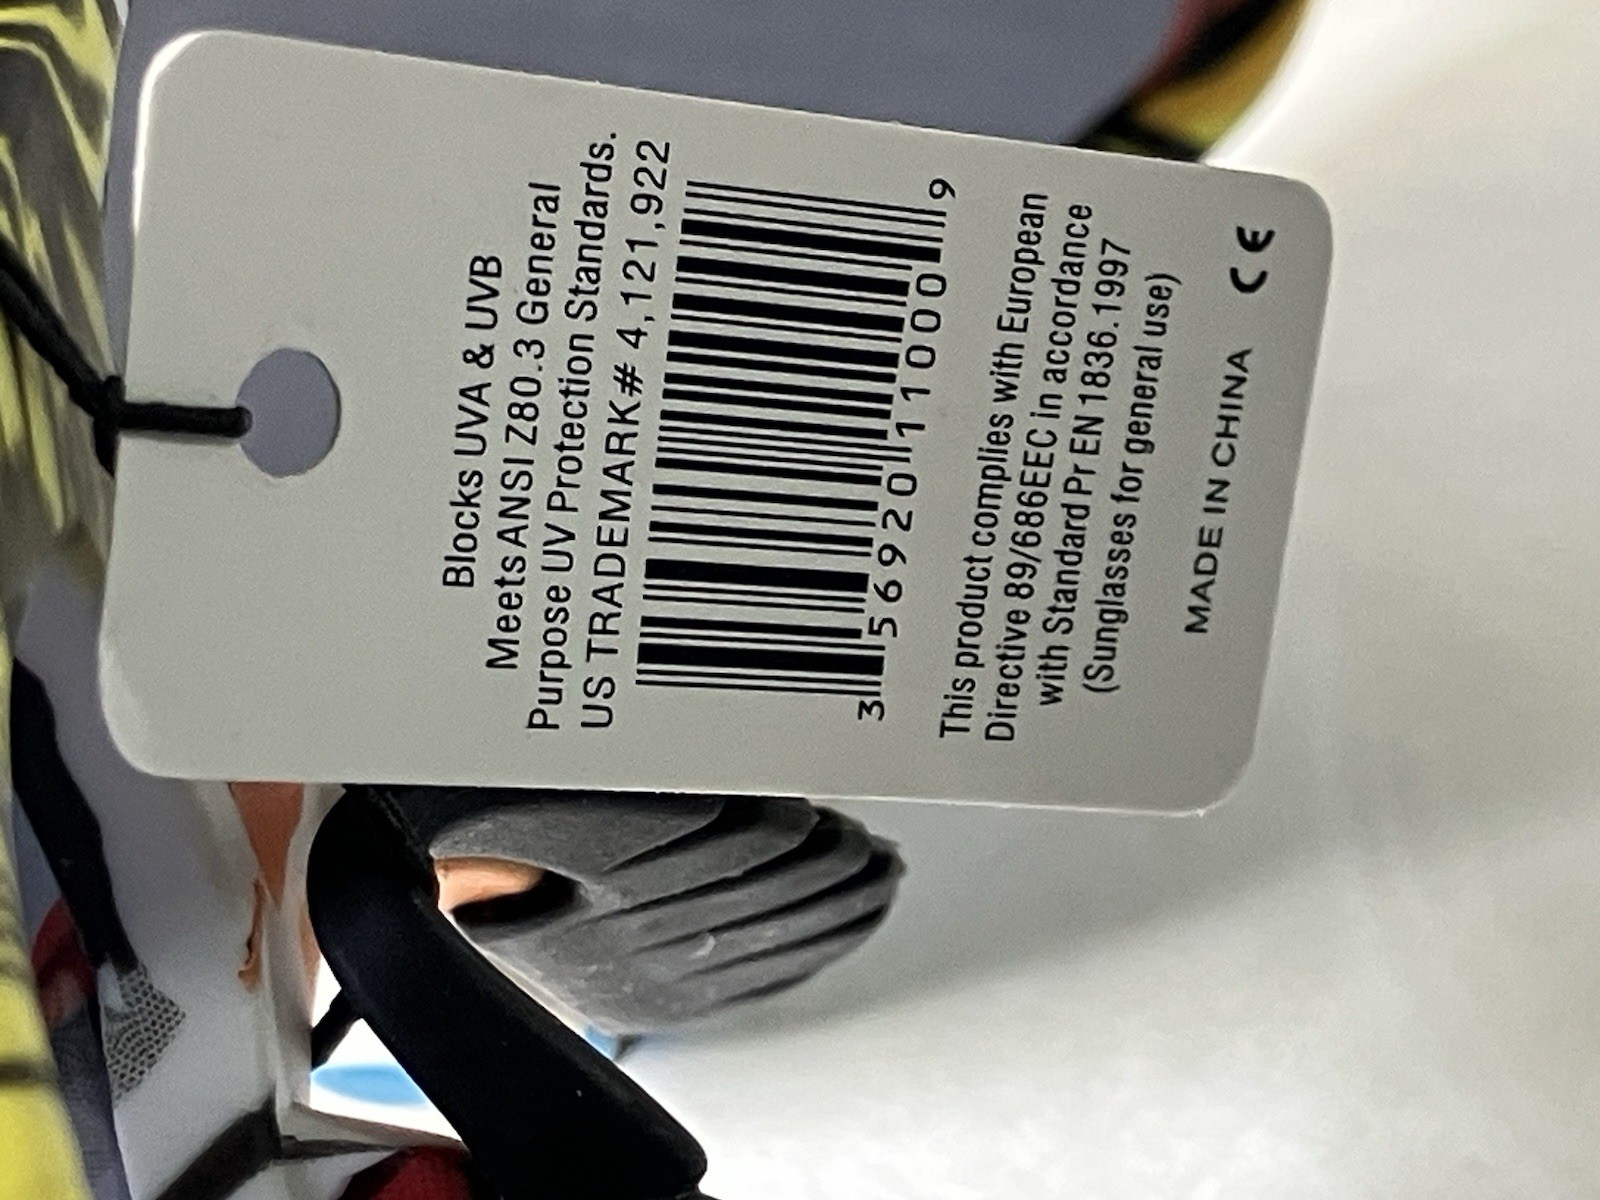 Blocks UVA & UVB
Meets ANSI Z80.3 General
Purpose UV Protection Standards.
US TRADEMARK# 4,121,922
3 56920 11000 9
This product complies with European
Directive 89/686EEC in accordance
with Standard Pr EN 1836.1997
(Sunglasses for general use)
MADE IN CHINA CE